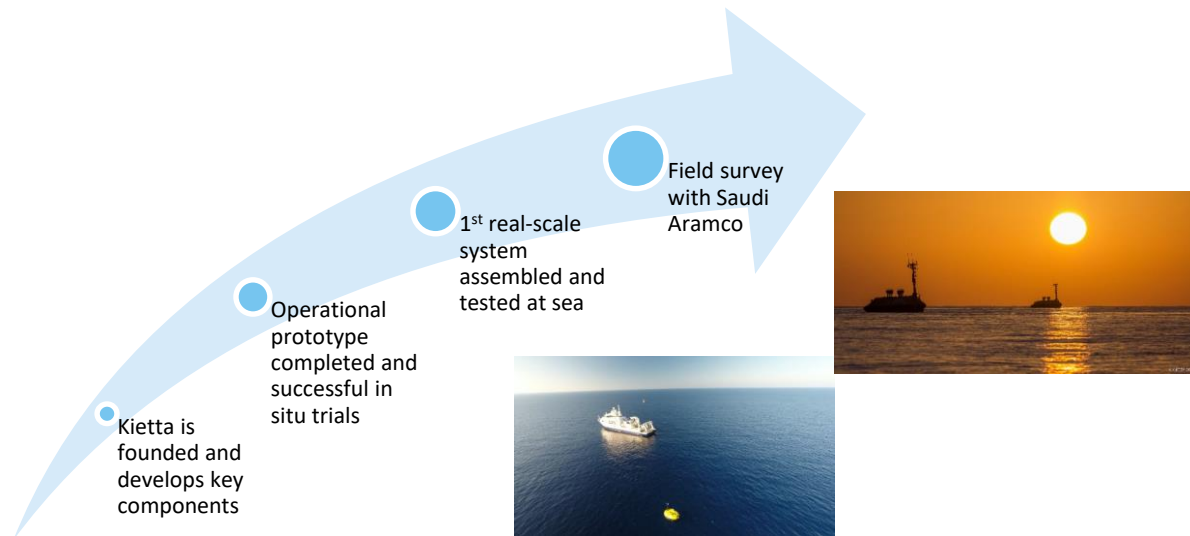 Kietta is
founded and
develops key
components
Operational
prototype
completed and
successful in
situ trials
1st real-scale
system
assembled and
tested at sea
Field survey
with Saudi
Aramco